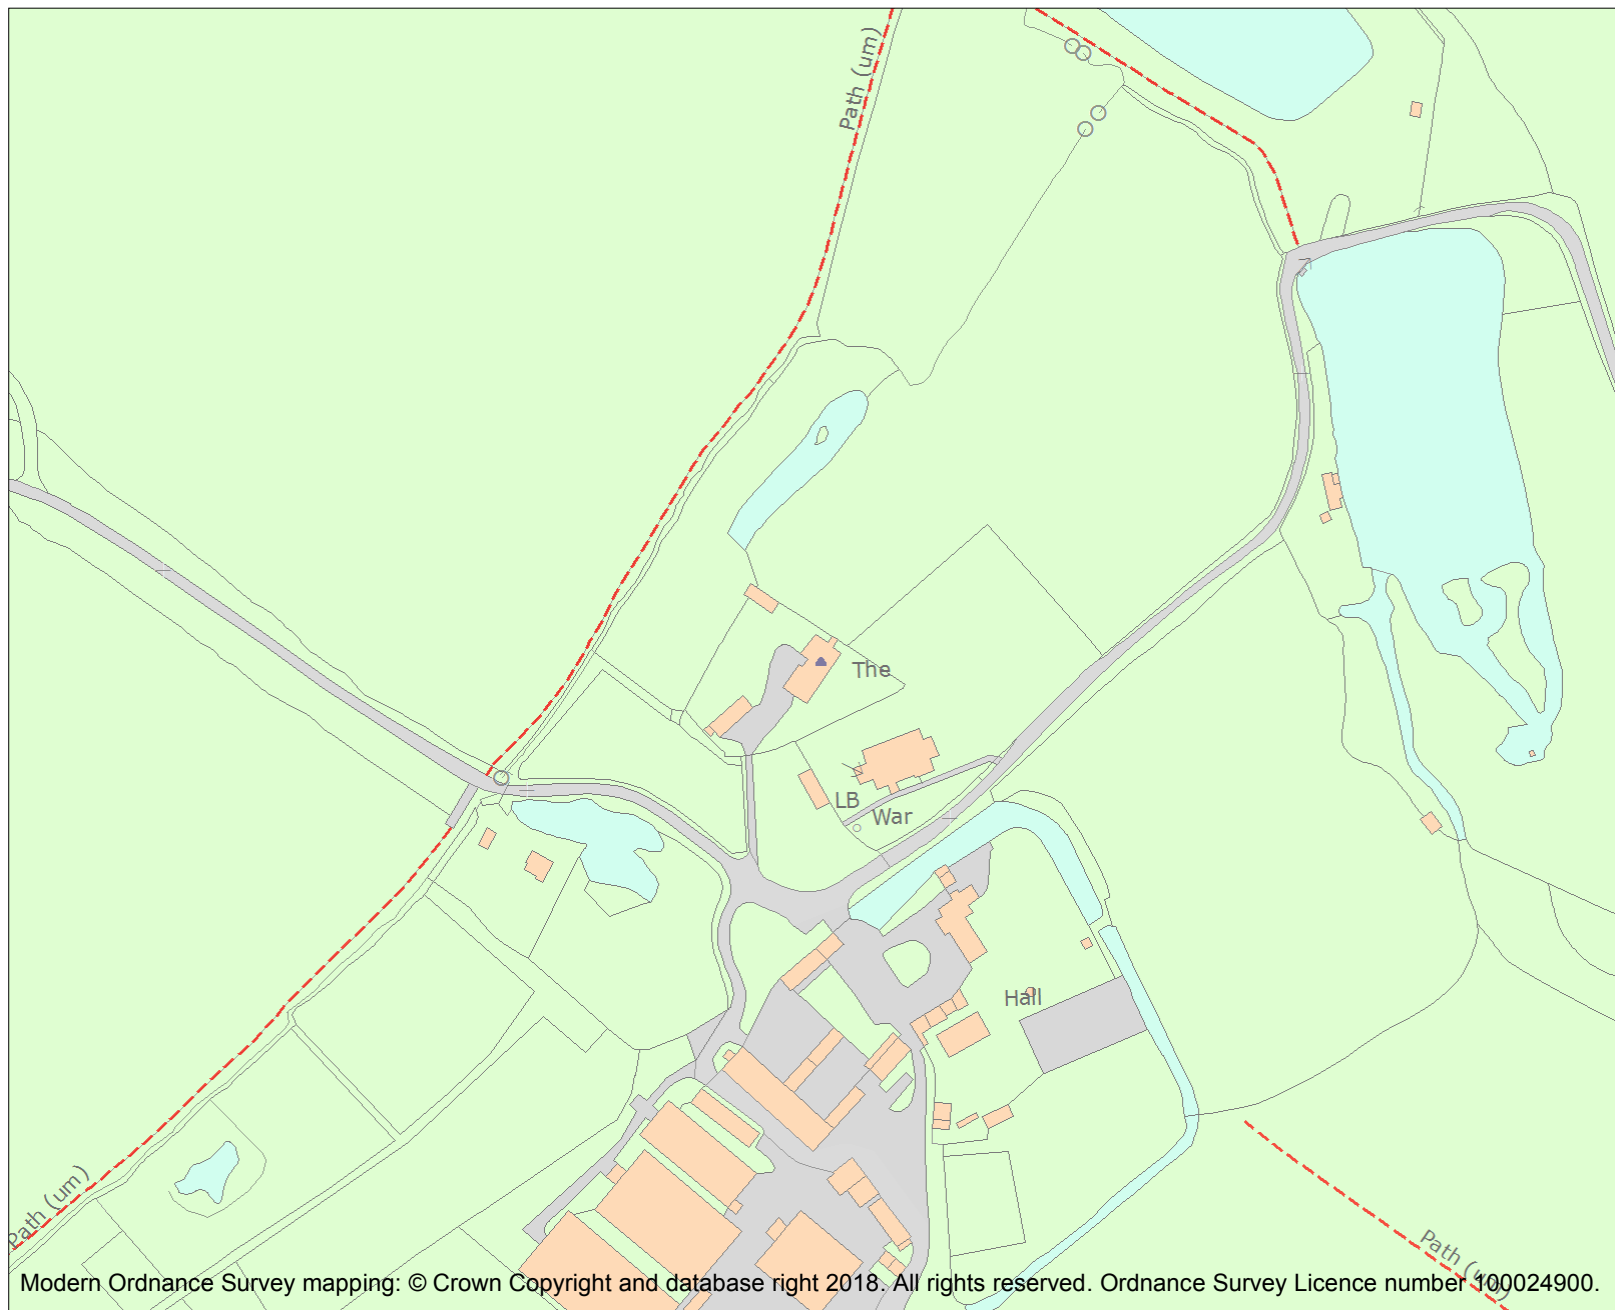 Path (um)
The
LB
War
Hall
Path (um)
Path (um)
Modern Ordnance Survey mapping: © Crown Copyright and database right 2018. All rights reserved. Ordnance Survey Licence number 100024900.